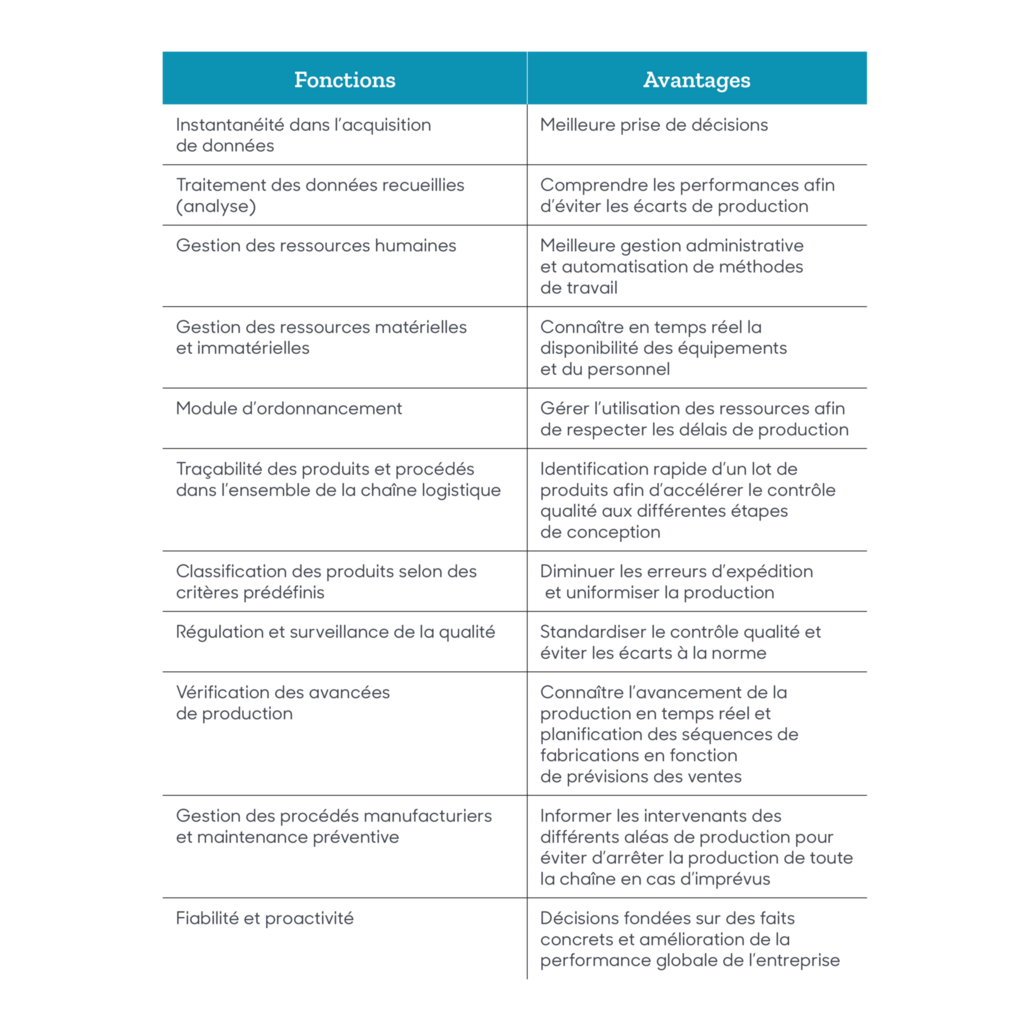 Fonctions
Avantages
Instantanéité dans l'acquisition
de données
Meilleure prise de décisions
Traitement des données recueillies
(analyse)
Comprendre les performances afin
d'éviter les écarts de production
Gestion des ressources humaines
Meilleure gestion administrative
et automatisation de méthodes
de travail
Gestion des ressources matérielles
et immatérielles
Connaître en temps réel la
disponibilité des équipements
et du personnel
Module d'ordonnancement
Gérer l'utilisation des ressources afin
de respecter les délais de production
Traçabilité des produits et procédés
dans l'ensemble de la chaîne logistique
Identification rapide d'un lot de
produits afin d'accélérer le contrôle
qualité aux différentes étapes
de conception
Classification des produits selon des
critères prédéfinis
Diminuer les erreurs d'expédition
et uniformiser la production
Régulation et surveillance de la qualité
Standardiser le contrôle qualité et
éviter les écarts à la norme
Vérification des avancées
de production
Connaître l'avancement de la
production en temps réel et
planification des séquences de
fabrications en fonction
de prévisions des ventes
Gestion des procédés manufacturiers
et maintenance préventive
Informer les intervenants des
différents aléas de production pour
éviter d'arrêter la production de toute
la chaîne en cas d'imprévus
Fiabilité et proactivité
Décisions fondées sur des faits
concrets et amélioration de la
performance globale de l'entreprise